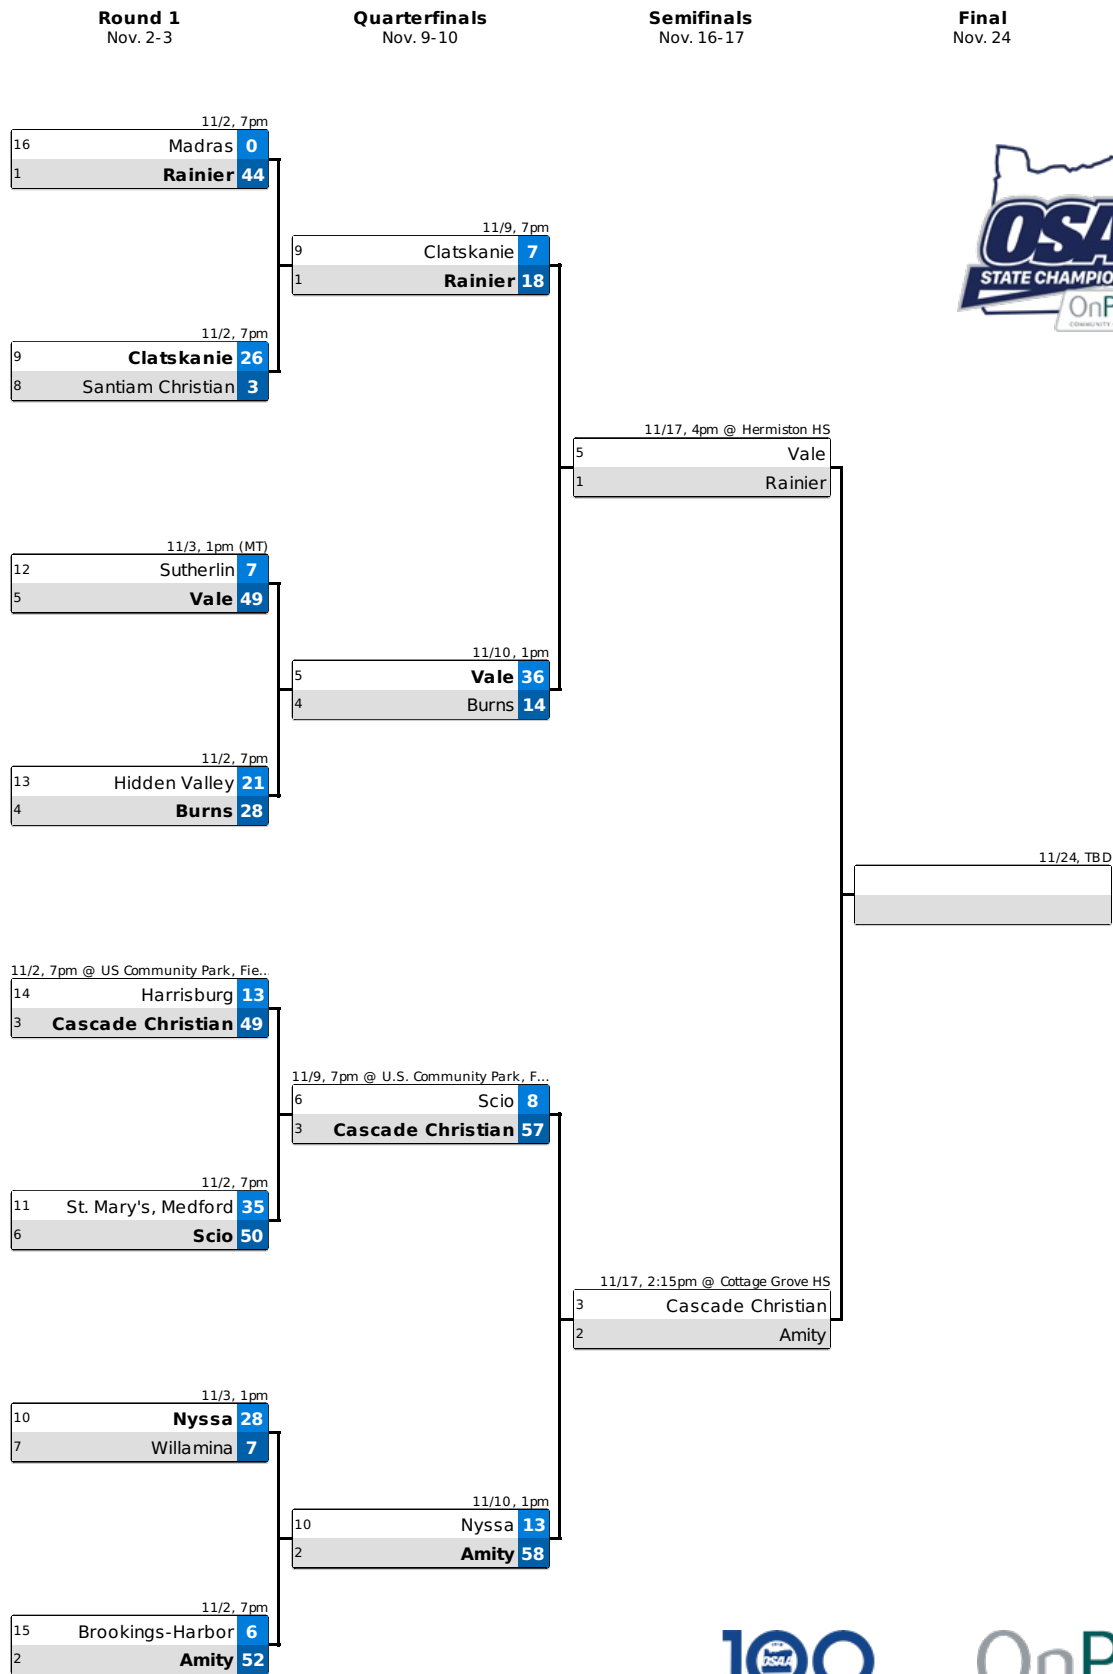 Round 1
Nov. 2-3
Quarterfinals
Nov. 9-10
Semifinals
Nov. 16-17
Final
Nov. 24
11/2, 7pm
16 Madras 0
1 Rainier 44
11/9, 7pm
9 Clatskanie 7
1 Rainier 18
11/2, 7pm
9 Clatskanie 26
8 Santiam Christian 3
11/17, 4pm @ Hermiston HS
5 Vale
1 Rainier
11/3, 1pm (MT)
12 Sutherlin 7
5 Vale 49
11/10, 1pm
5 Vale 36
4 Burns 14
11/2, 7pm
13 Hidden Valley 21
4 Burns 28
11/24, TBD
11/2, 7pm @ US Community Park, Fie...
14 Harrisburg 13
3 Cascade Christian 49
11/9, 7pm @ U.S. Community Park, F...
6 Scio 8
3 Cascade Christian 57
11/2, 7pm
11 St. Mary's, Medford 35
6 Scio 50
11/17, 2:15pm @ Cottage Grove HS
3 Cascade Christian
2 Amity
11/3, 1pm
10 Nyssa 28
7 Willamina 7
11/10, 1pm
10 Nyssa 13
2 Amity 58
11/2, 7pm
15 Brookings-Harbor 6
2 Amity 52
OSA
STATE CHAMPIO
OnP
COMMUNITY
100
OSAA
OnP